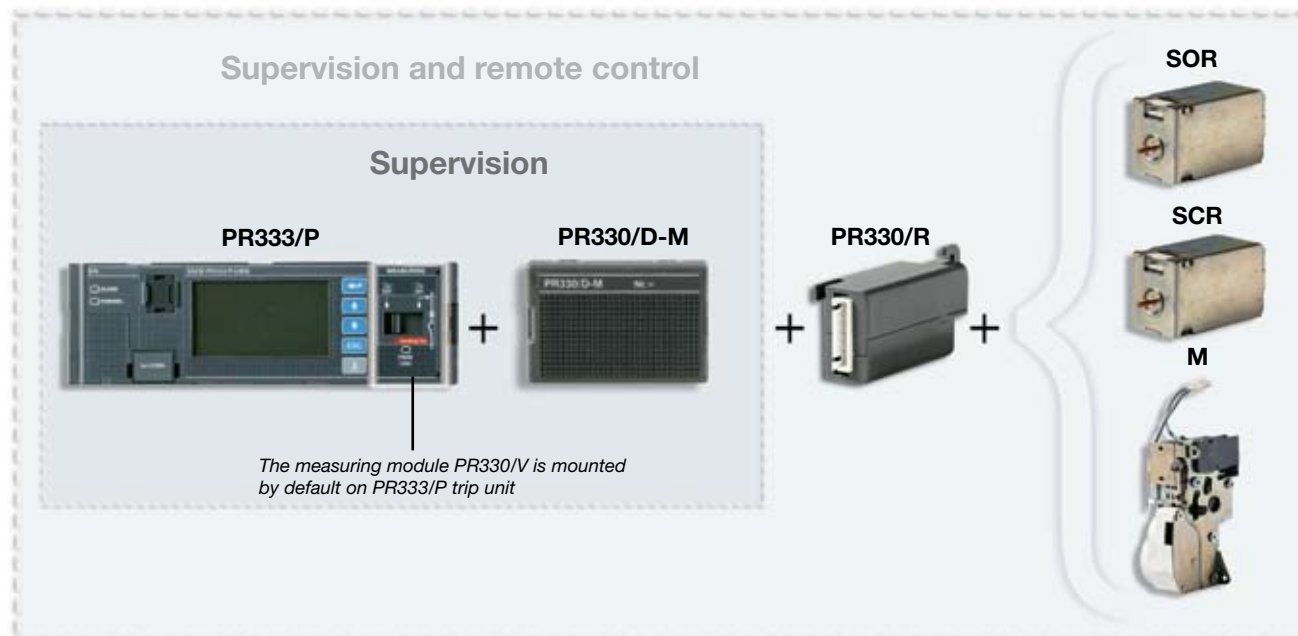 Supervision and remote control
SOR
Supervision
SCR
PR333/P
PR330/D-M
PR330/R
+
+
+
PR330/D-M
MEASURING
M
The measuring module PR330/V is mounted
by default on PR333/P trip unit